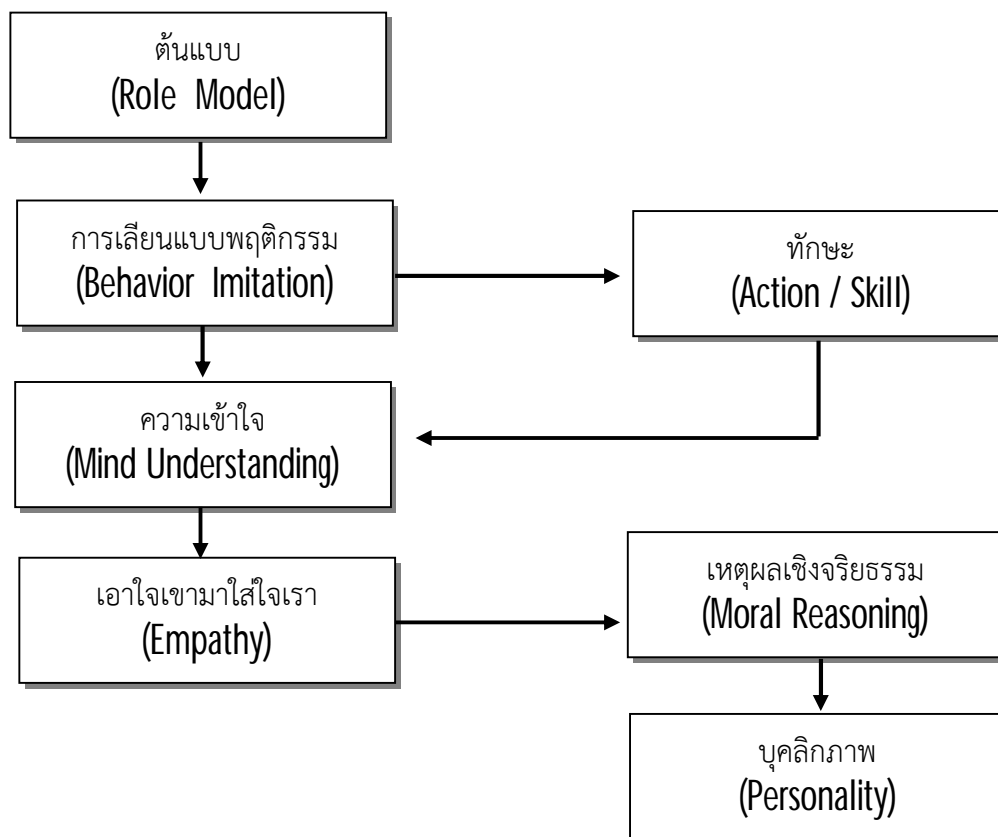 ต้นแบบ
(Role Model)
การเลียนแบบพฤติกรรม
(Behavior Imitation)
ทักษะ
(Action / Skill)
ความเข้าใจ
(Mind Understanding)
เอาใจเขามาใส่ใจเรา
(Empathy)
เหตุผลเชิงจริยธรรม
(Moral Reasoning)
บุคลิกภาพ
(Personality)